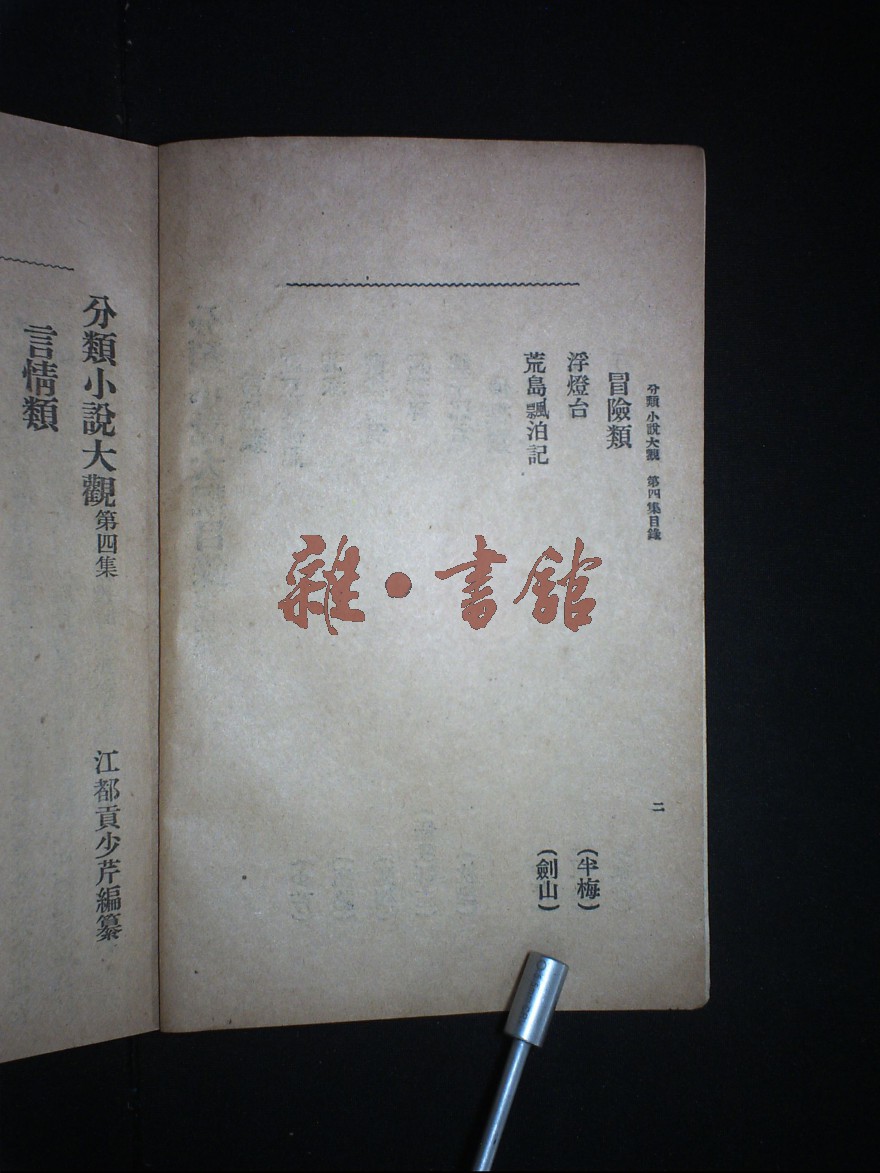 分類小說大觀　第四集目錄　二
冒險類
浮燈台　（半梅）
荒島飄泊記　（劍山）
雜・書館
分類小說大觀第四集
江都貢少芹編纂
言情類